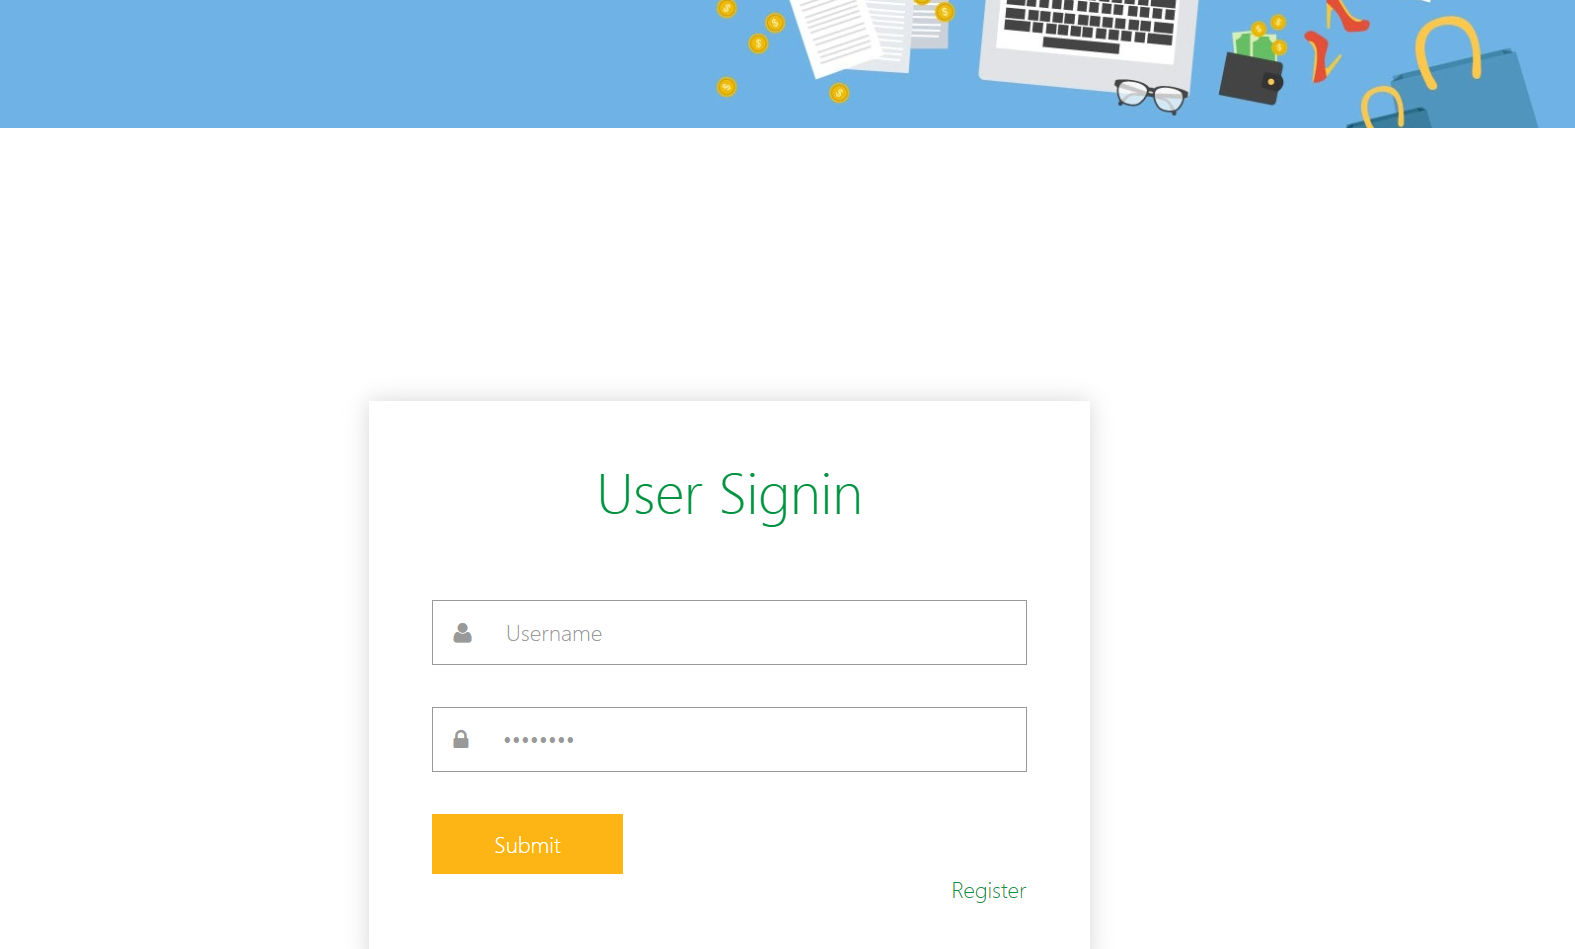 User Signin
Username
••••••••
Submit
Register